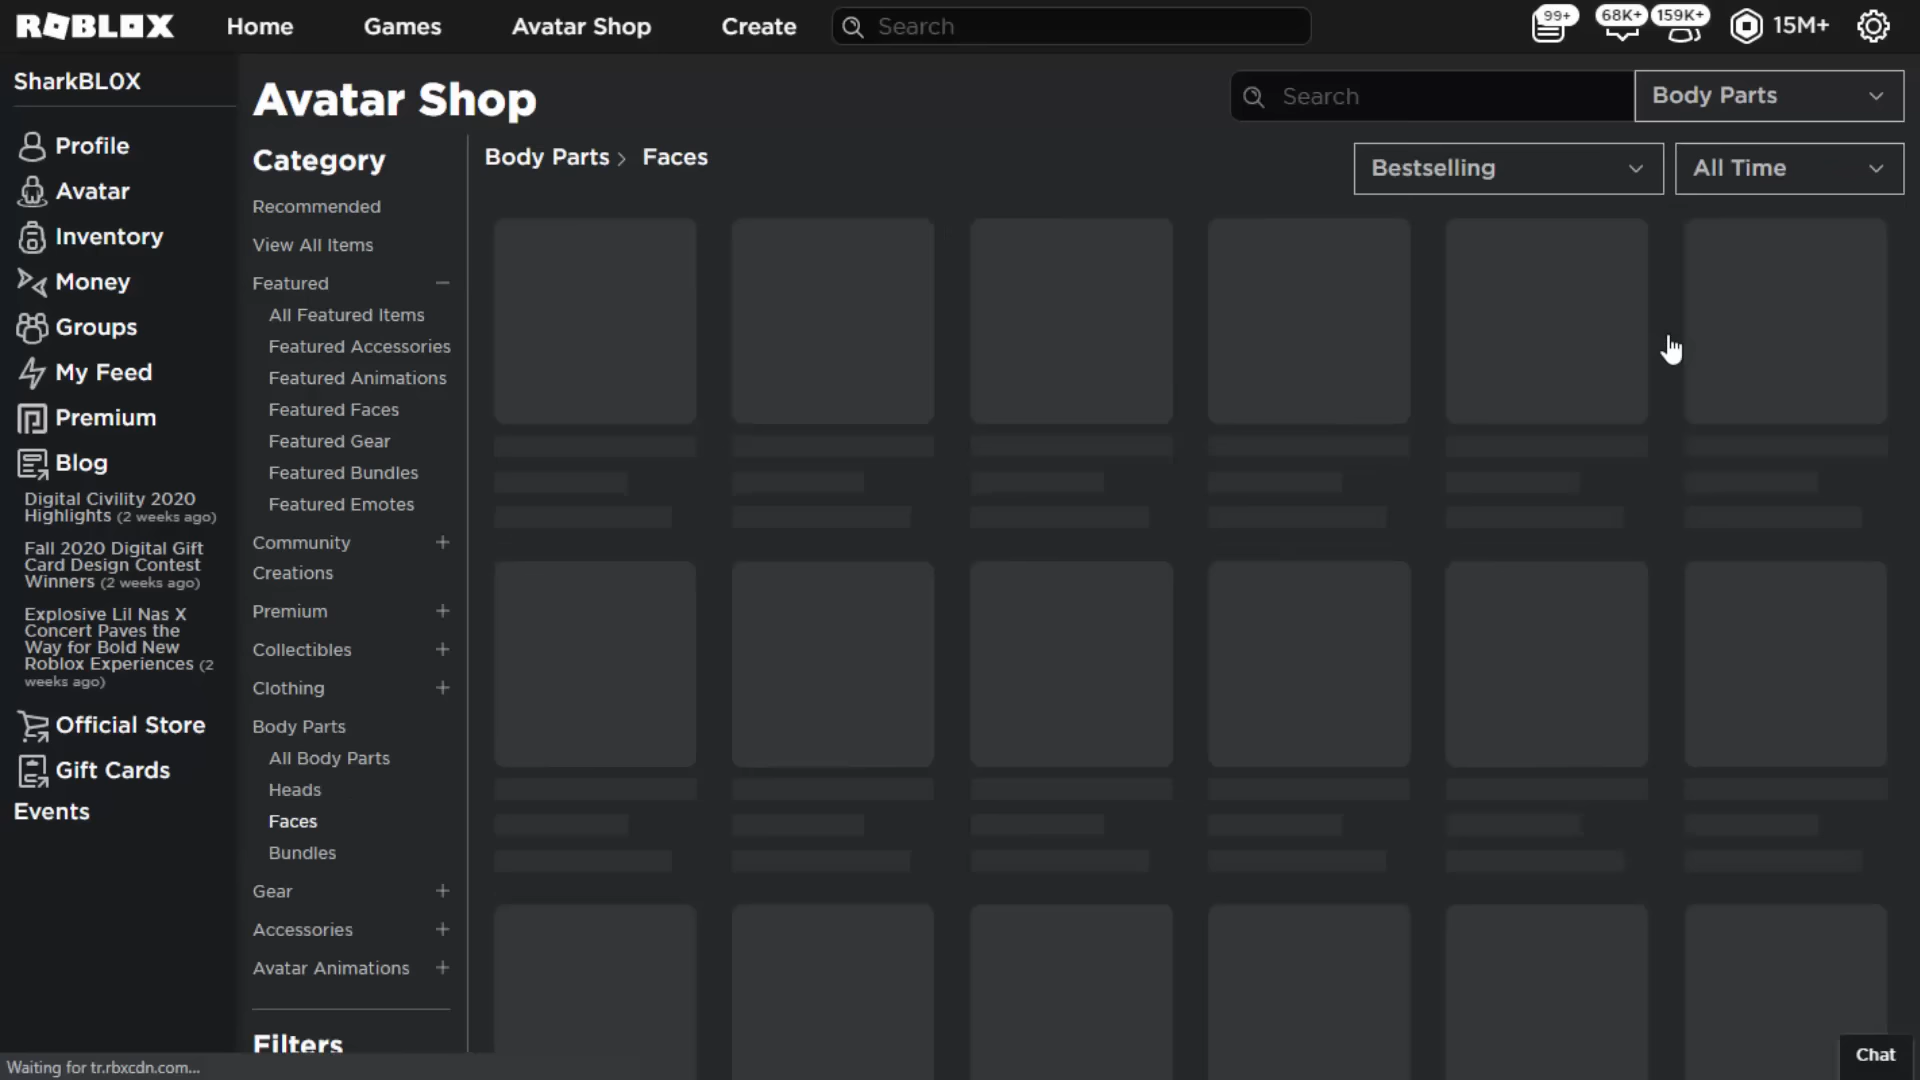 ROBLOX
Home
Games
Avatar Shop
Create
Search
99+
68K+
159K+
15M+
SharkBL0X
Profile
Avatar
Inventory
Money
Groups
My Feed
Premium
Blog
Digital Civility 2020
Highlights (2 weeks ago)
Fall 2020 Digital Gift
Card Design Contest
Winners (2 weeks ago)
Explosive Lil Nas X
Concert Paves the
Way for Bold New
Roblox Experiences (2
weeks ago)
Official Store
Gift Cards
Events
Avatar Shop
Search
Body Parts
Category
Recommended
View All Items
Featured
All Featured Items
Featured Accessories
Featured Animations
Featured Faces
Featured Gear
Featured Bundles
Featured Emotes
Community
Creations
Premium
Collectibles
Clothing
Body Parts
All Body Parts
Heads
Faces
Bundles
Gear
Accessories
Avatar Animations
Filters
Body Parts > Faces
Bestselling
All Time
Waiting for tr.rbxcdn.com...
Chat